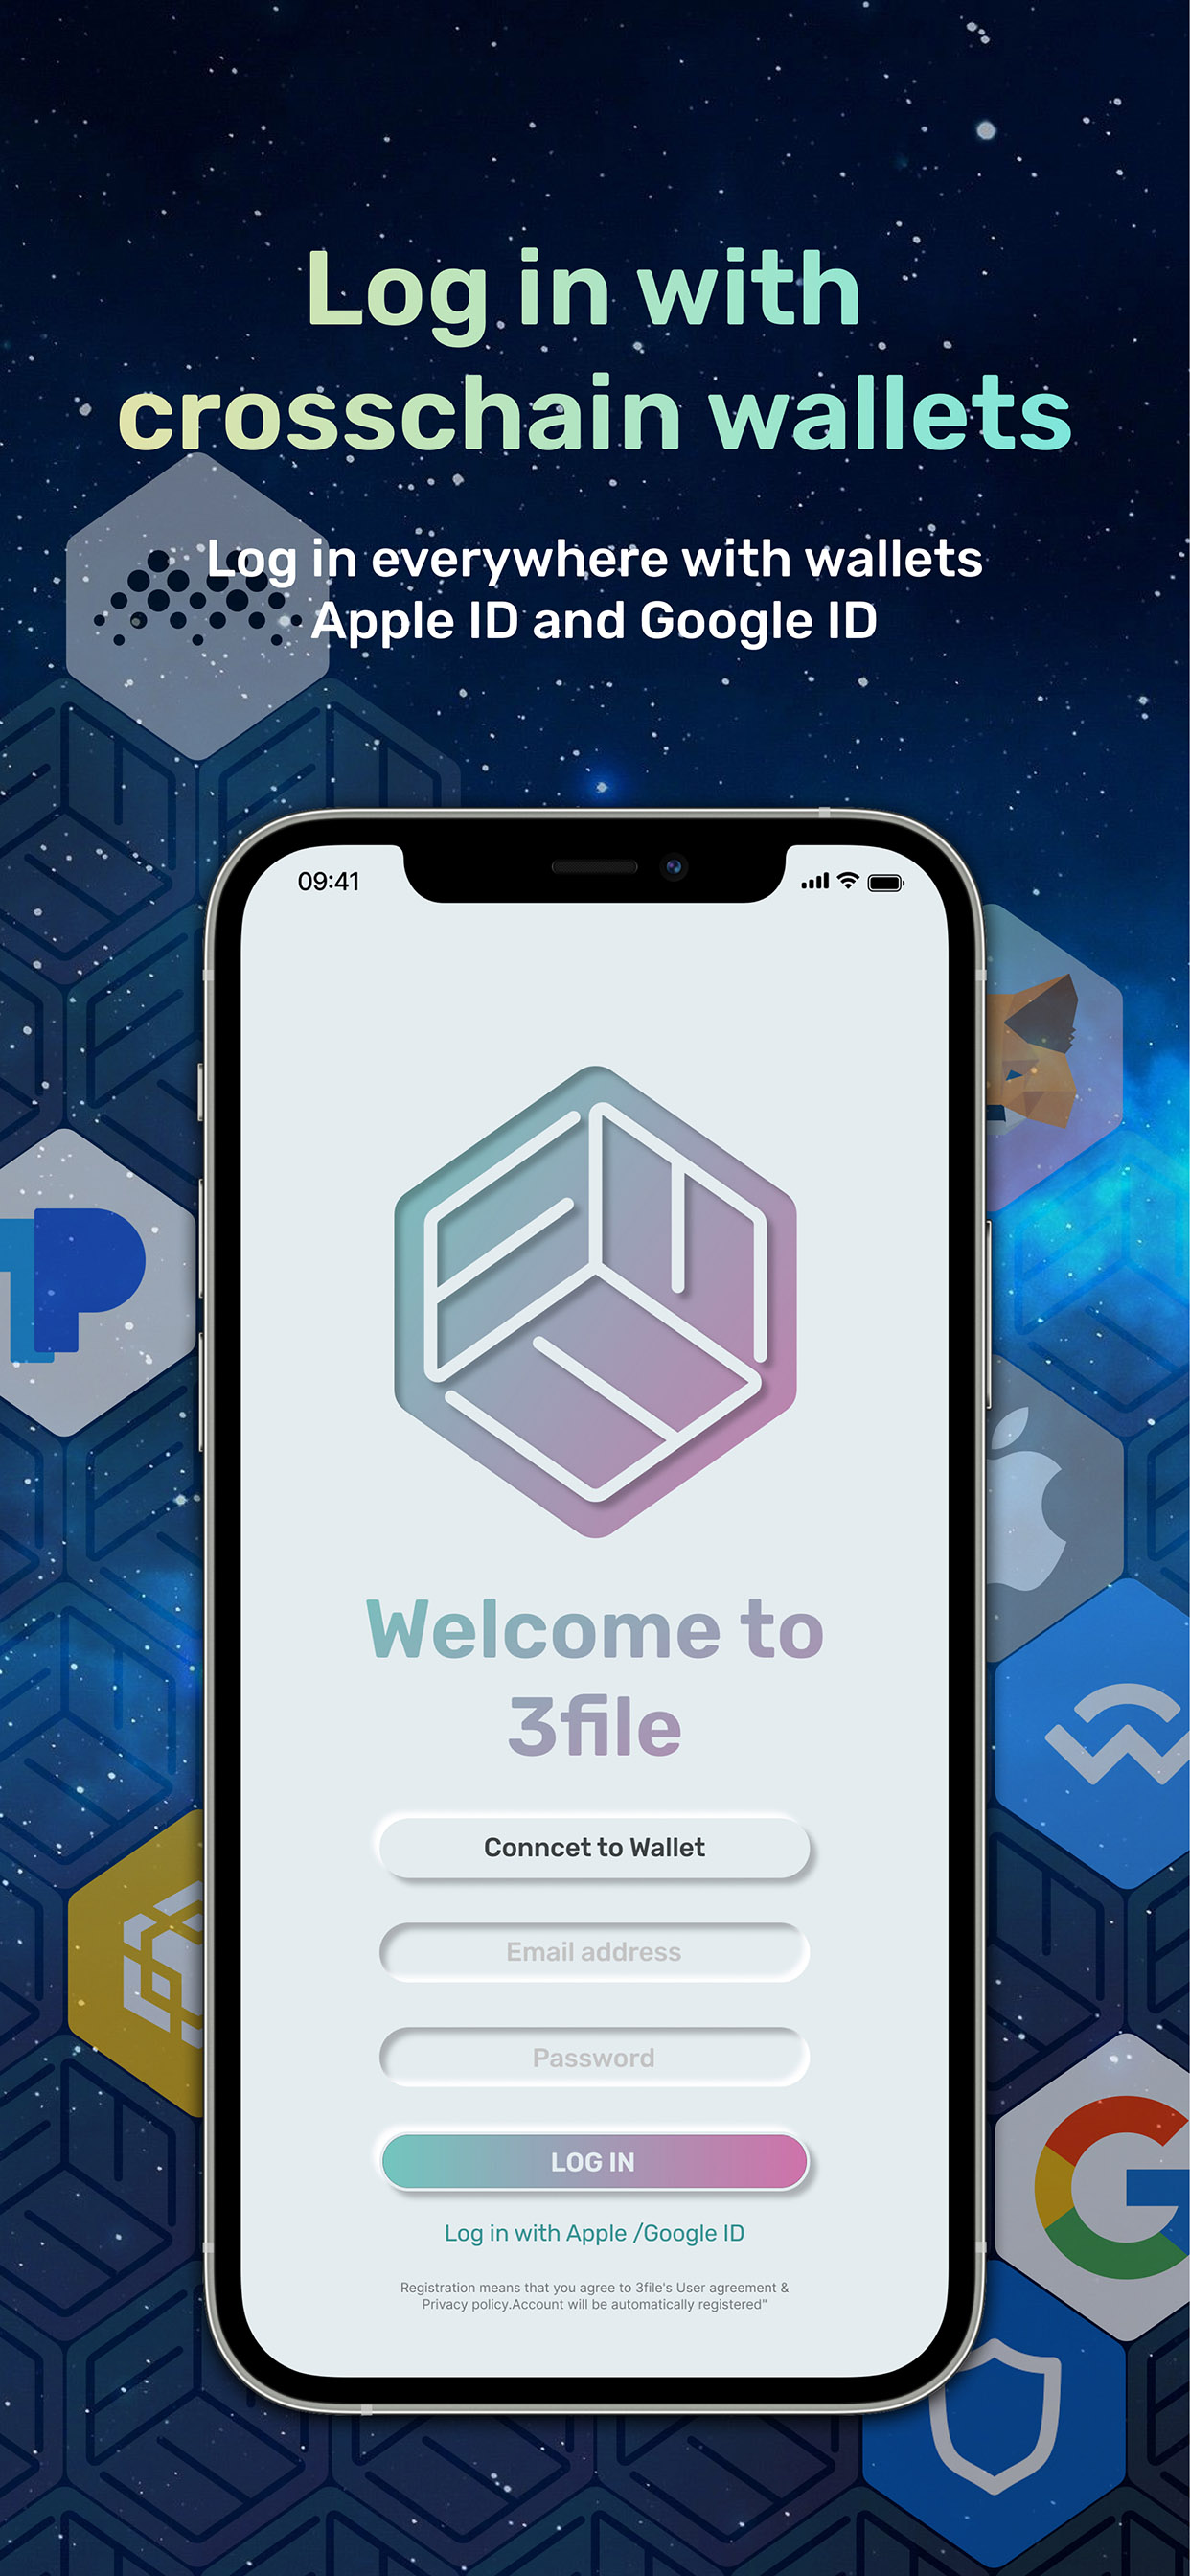 Log in with
crosschain wallets
Log in everywhere with wallets
Apple ID and Google ID
09:41
Welcome to
3file
Conncet to Wallet
Email address
Password
LOG IN
Log in with Apple /Google ID
Registration means that you agree to 3file's User agreement &
Privacy policy.Account will be automatically registered"